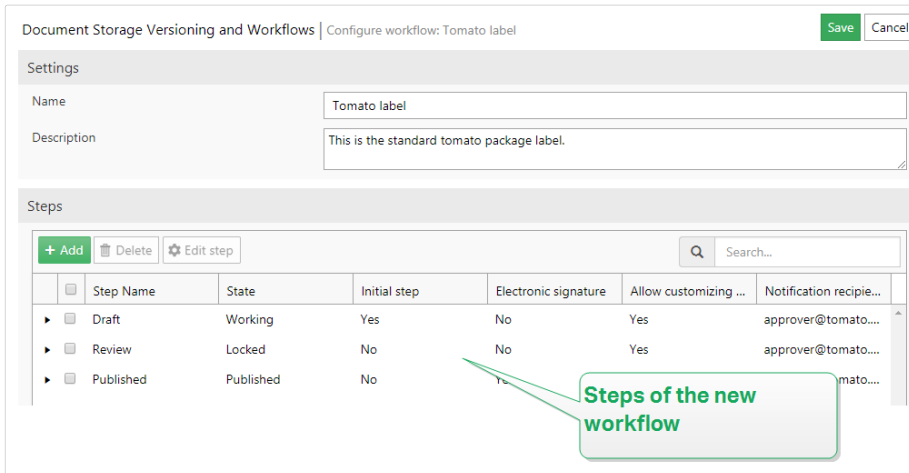 Document Storage Versioning and Workflows | Configure workflow: Tomato label Save Cancel
Settings
Name Tomato label
Description This is the standard tomato package label.
Steps
+ Add Delete Edit step Search...
Step Name State Initial step Electronic signature Allow customizing ... Notification recipie...
Draft Working Yes No Yes approver@tomato....
Review Locked No No Yes approver@tomato....
Published Published No mato....
Steps of the new
workflow